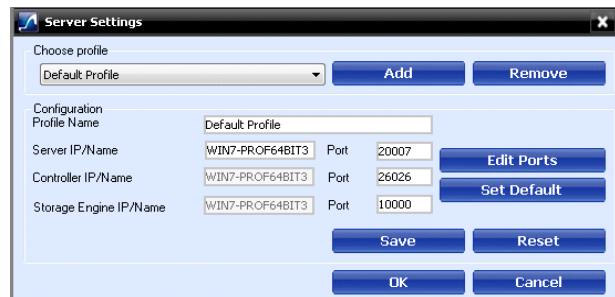 Server Settings
Choose profile
Default Profile Add Remove
Configuration
Profile Name Default Profile
Server IP/Name WIN7-PROF64BIT3 Port 20007 Edit Ports
Controller IP/Name WIN7-PROF64BIT3 Port 26026 Set Default
Storage Engine IP/Name WIN7-PROF64BIT3 Port 10000
Save Reset
OK Cancel